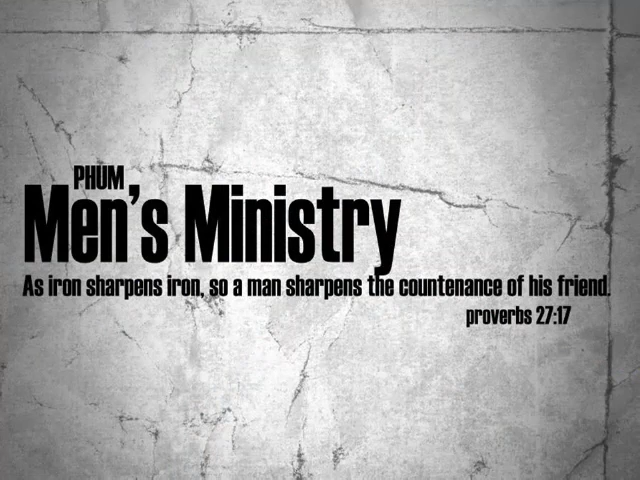 PHUM
Men's Ministry
As iron sharpens iron, so a man sharpens the countenance of his friend.
proverbs 27:17